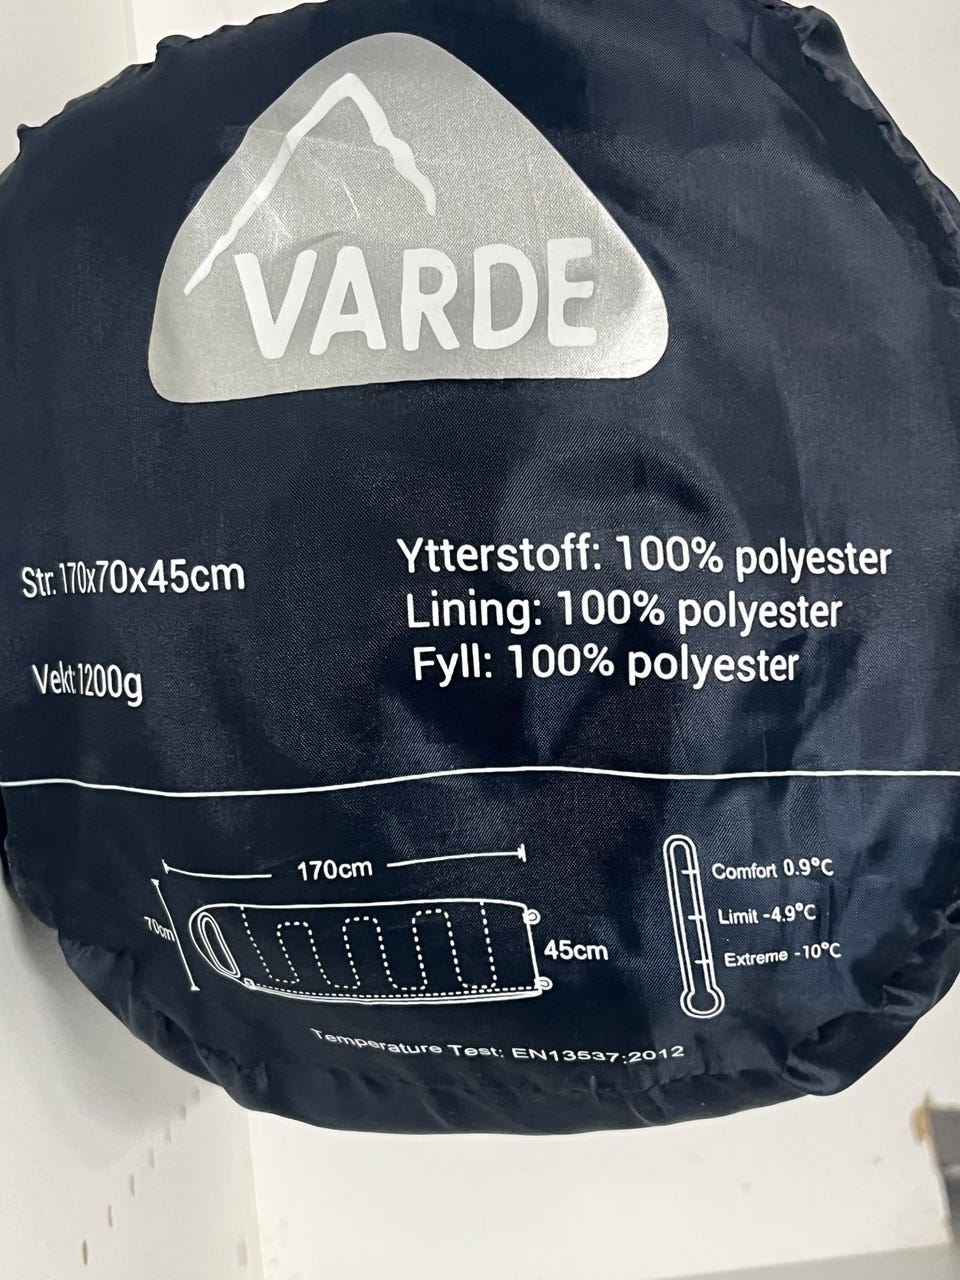 VARDE
Str. 170x70x45cm
Vekt 1200g
Ytterstoff: 100% polyester
Lining: 100% polyester
Fyll: 100% polyester
170cm
70cm
45cm
Comfort 0.9°C
Limit -4.9°C
Extreme -10°C
Temperature Test: EN13537:2012